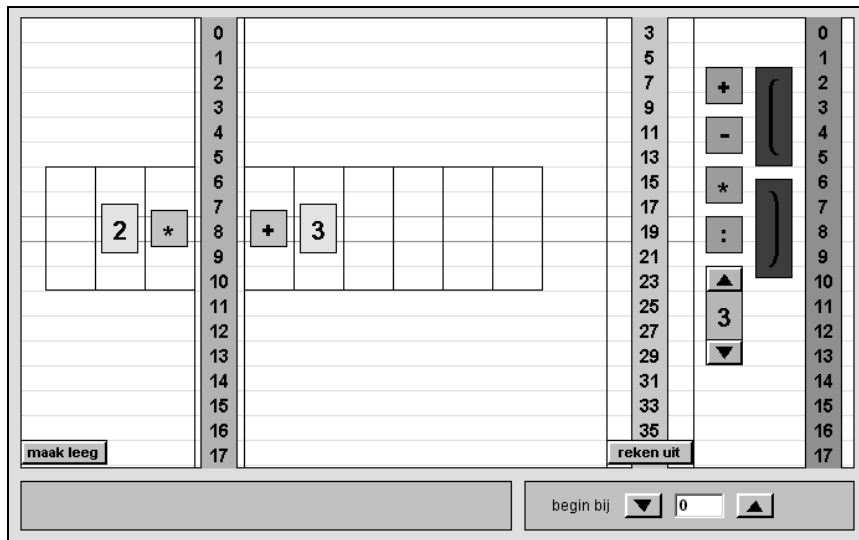 0 3 0
1 5 1
2 7 + ( 2
3 9 3
4 11 - 4
5 13 5
6 15 * ) 6
7 17 7
2 * 8 + 3 19 : 8
9 21 9
10 23 10
11 25 3 11
12 27 12
13 29 13
14 31 14
15 33 15
16 35 16
maak leeg 17 reken uit 17
begin bij 0